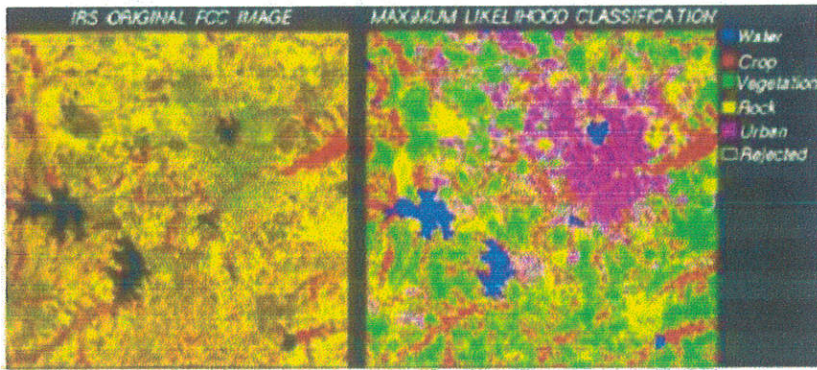 IRS ORIGINAL FCC IMAGE
MAXIMUM LIKELIHOOD CLASSIFICATION
Water
Crop
Vegetation
Rock
Urban
Rejected